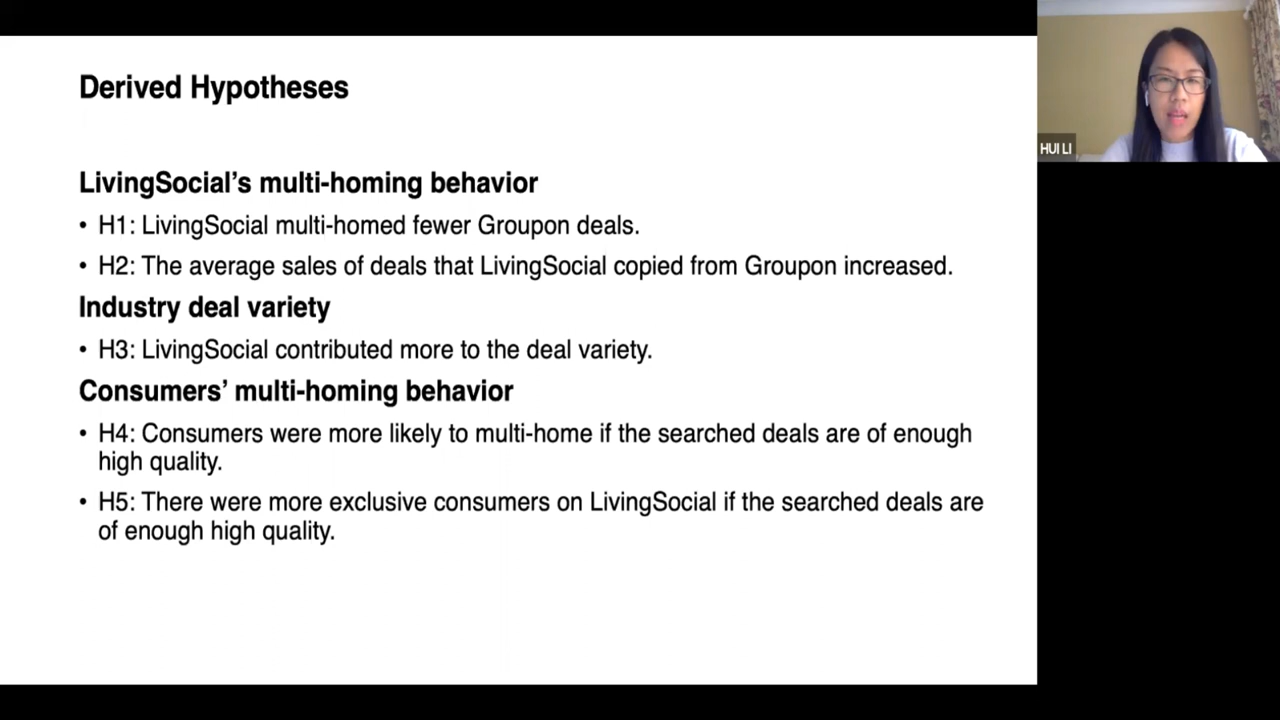 Derived Hypotheses
HUI LI
LivingSocial’s multi-homing behavior
• H1: LivingSocial multi-homed fewer Groupon deals.
• H2: The average sales of deals that LivingSocial copied from Groupon increased.
Industry deal variety
• H3: LivingSocial contributed more to the deal variety.
Consumers’ multi-homing behavior
• H4: Consumers were more likely to multi-home if the searched deals are of enough
high quality.
• H5: There were more exclusive consumers on LivingSocial if the searched deals are
of enough high quality.